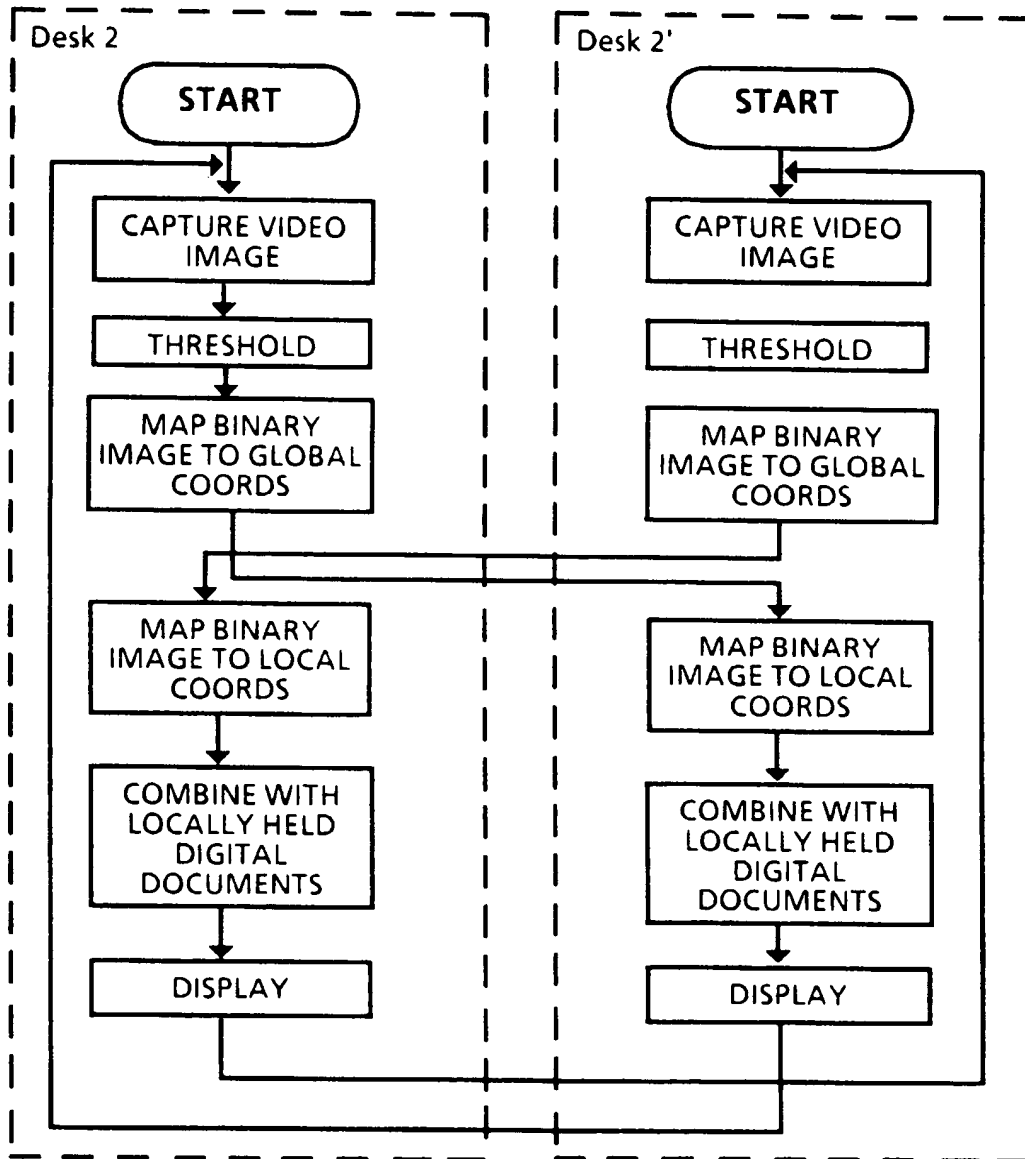 Desk 2
START
CAPTURE VIDEO
IMAGE
THRESHOLD
MAP BINARY
IMAGE TO GLOBAL
COORDS
MAP BINARY
IMAGE TO LOCAL
COORDS
COMBINE WITH
LOCALLY HELD
DIGITAL
DOCUMENTS
DISPLAY
Desk 2'
START
CAPTURE VIDEO
IMAGE
THRESHOLD
MAP BINARY
IMAGE TO GLOBAL
COORDS
MAP BINARY
IMAGE TO LOCAL
COORDS
COMBINE WITH
LOCALLY HELD
DIGITAL
DOCUMENTS
DISPLAY